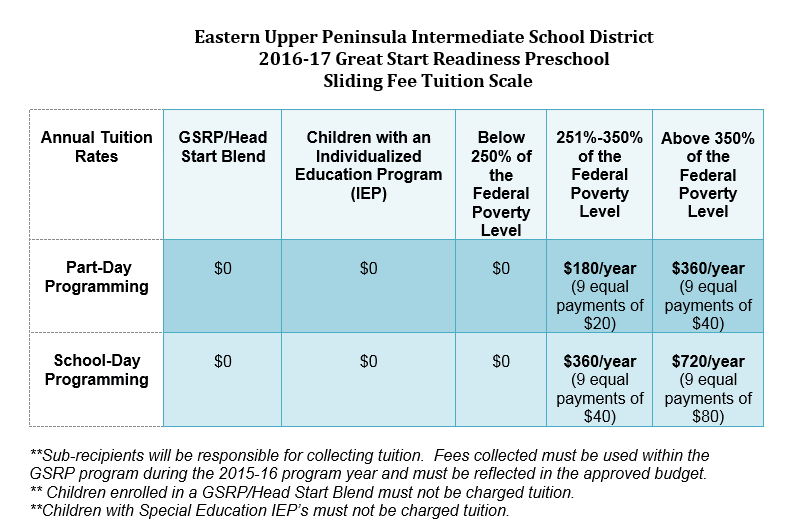 Eastern Upper Peninsula Intermediate School District
2016-17 Great Start Readiness Preschool
Sliding Fee Tuition Scale
Annual Tuition
Rates
GSRP/Head
Start Blend
Children with an
Individualized
Education Program
(IEP)
Below
250% of
the
Federal
Poverty
Level
251%-350%
of the
Federal
Poverty
Level
Above 350%
of the
Federal
Poverty
Level
Part-Day
Programming
$0
$0
$0
$180/year
(9 equal
payments of
$20)
$360/year
(9 equal
payments of
$40)
School-Day
Programming
$0
$0
$0
$360/year
(9 equal
payments of
$40)
$720/year
(9 equal
payments of
$80)
**Sub-recipients will be responsible for collecting tuition.  Fees collected must be used within the
GSRP program during the 2015-16 program year and must be reflected in the approved budget.
** Children enrolled in a GSRP/Head Start Blend must not be charged tuition.
**Children with Special Education IEP's must not be charged tuition.